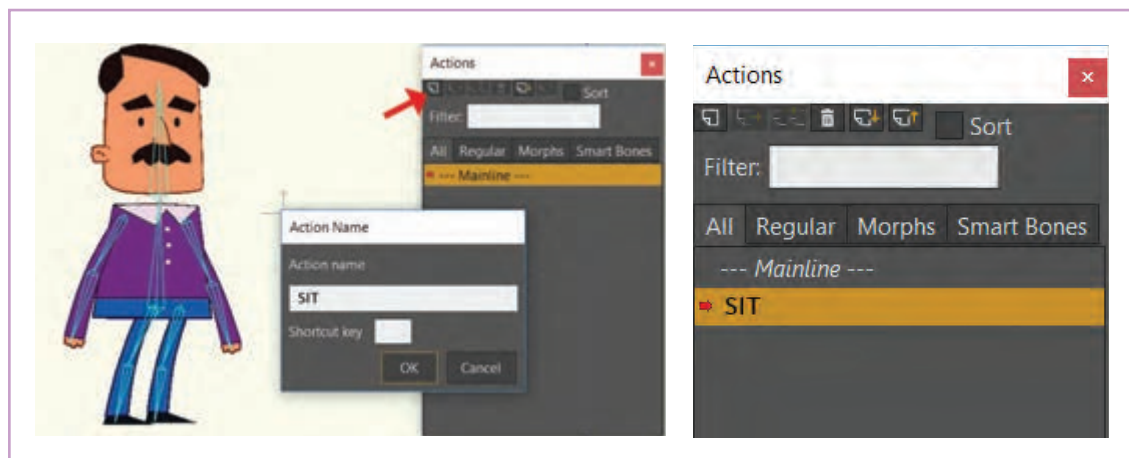 Actions
Sort
Filter:
All Regular Morphs Smart Bones
--- Mainline ---
Action Name
Action name
SIT
Shortcut key
OK Cancel
Actions
Sort
Filter:
All Regular Morphs Smart Bones
--- Mainline ---
SIT